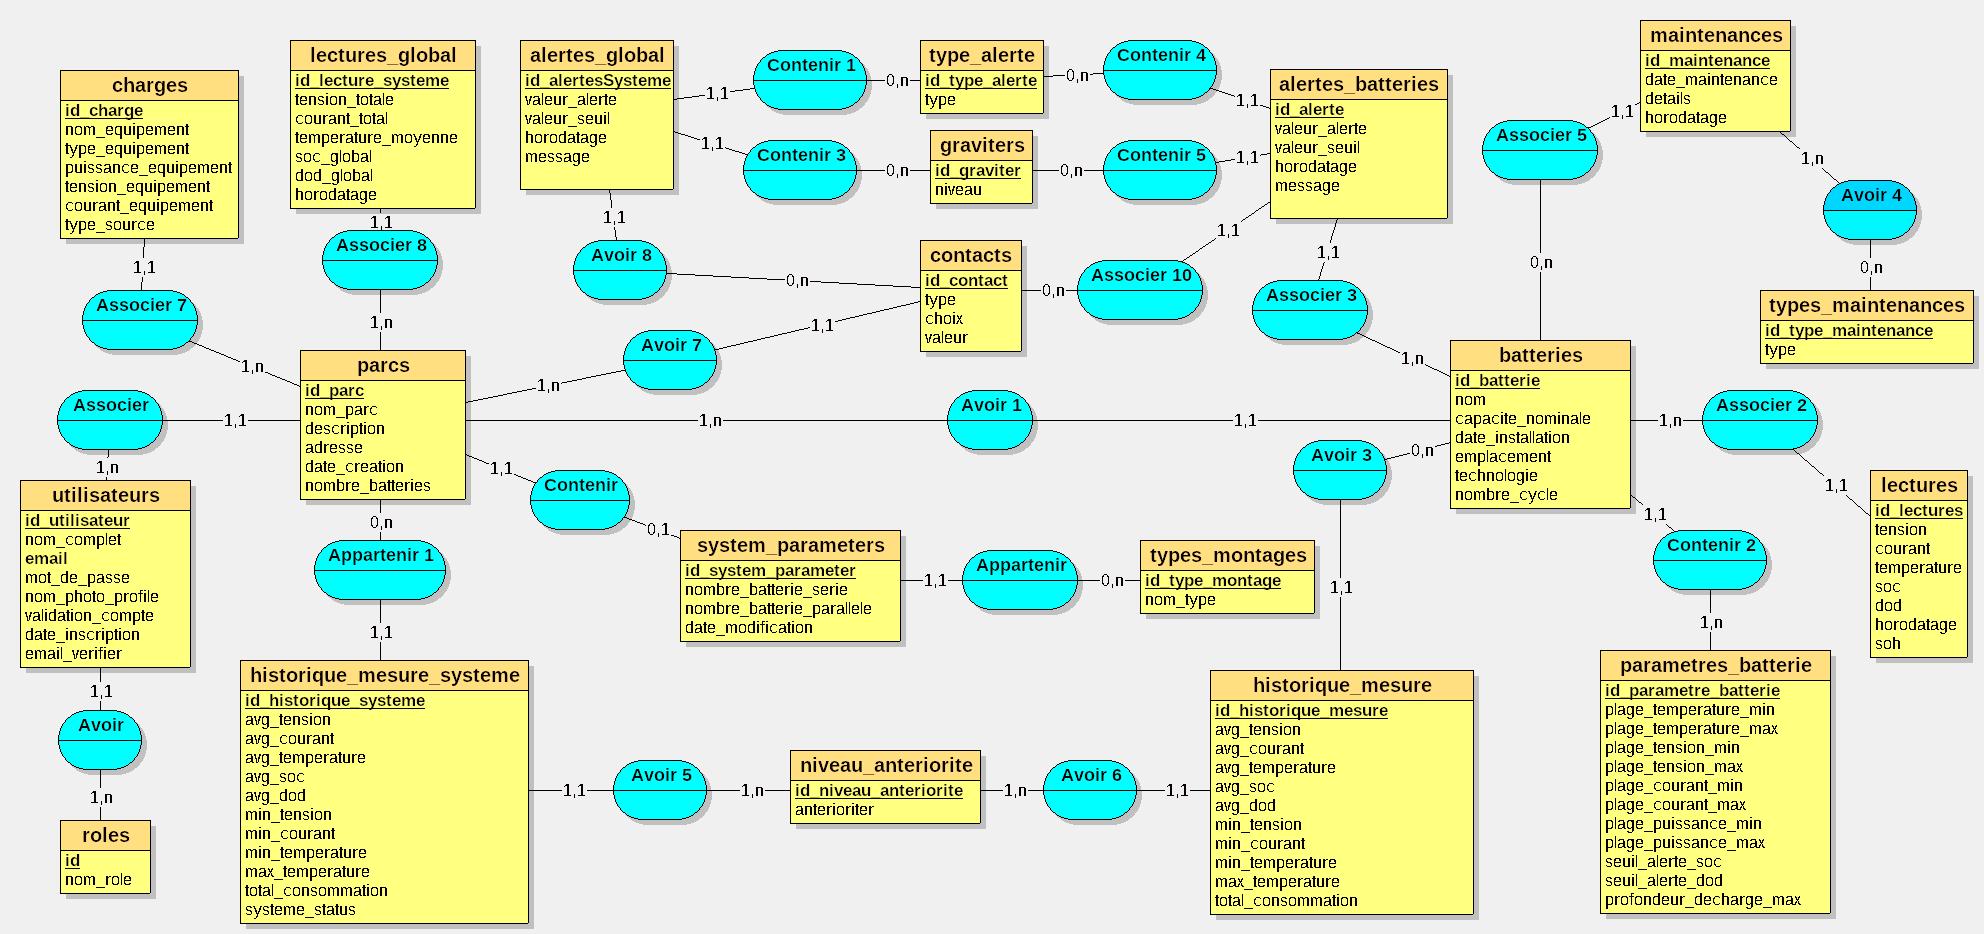 charges
id_charge
nom_equipement
type_equipement
puissance_equipement
tension_equipement
courant_equipement
type_source
lectures_global
id_lecture_systeme
tension_totale
courant_total
temperature_moyenne
soc_global
dod_global
horodatage
alertes_global
id_alertesSysteme
valeur_alerte
valeur_seuil
horodatage
message
1,1
Contenir 1
0,n
type_alerte
id_type_alerte
type
0,n
Contenir 4
1,1
1,1
Contenir 3
0,n
graviters
id_graviter
niveau
0,n
Contenir 5
1,1
alertes_batteries
id_alerte
valeur_alerte
valeur_seuil
horodatage
message
maintenances
id_maintenance
date_maintenance
details
horodatage
1,1
Associer 5
0,n
1,n
Avoir 4
0,n
types_maintenances
id_type_maintenance
type
1,1
Associer 7
1,n
1,1
Associer 8
1,n
1,1
Avoir 8
0,n
contacts
id_contact
type
choix
valeur
0,n
Associer 10
1,1
1,1
Associer 3
1,n
1,1
Avoir 7
1,n
parcs
id_parc
nom_parc
description
adresse
date_creation
nombre_batteries
1,n
Avoir 1
1,1
batteries
id_batterie
nom
capacite_nominale
date_installation
emplacement
technologie
nombre_cycle
1,n
Associer 2
1,1
lectures
id_lectures
tension
courant
temperature
soc
dod
horodatage
soh
Associer
1,1
1,n
utilisateurs
id_utilisateur
nom_complet
email
mot_de_passe
nom_photo_profile
validation_compte
date_inscription
email_verifier
1,1
Avoir
1,n
roles
id
nom_role
1,1
Contenir
0,1
system_parameters
id_system_parameter
nombre_batterie_serie
nombre_batterie_parallele
date_modification
1,1
Appartenir
0,n
types_montages
id_type_montage
nom_type
0,n
Avoir 3
1,1
1,1
Contenir 2
1,n
parametres_batterie
id_parametre_batterie
plage_temperature_min
plage_temperature_max
plage_tension_min
plage_tension_max
plage_courant_min
plage_courant_max
plage_puissance_min
plage_puissance_max
seuil_alerte_soc
seuil_alerte_dod
profondeur_decharge_max
0,n
Appartenir 1
1,1
historique_mesure_systeme
id_historique_systeme
avg_tension
avg_courant
avg_temperature
avg_soc
avg_dod
min_tension
min_courant
min_temperature
max_temperature
total_consommation
systeme_status
1,1
Avoir 5
1,n
niveau_anteriorite
id_niveau_anteriorite
anterioriter
1,n
Avoir 6
1,1
historique_mesure
id_historique_mesure
avg_tension
avg_courant
avg_temperature
avg_soc
avg_dod
min_tension
min_courant
min_temperature
max_temperature
total_consommation